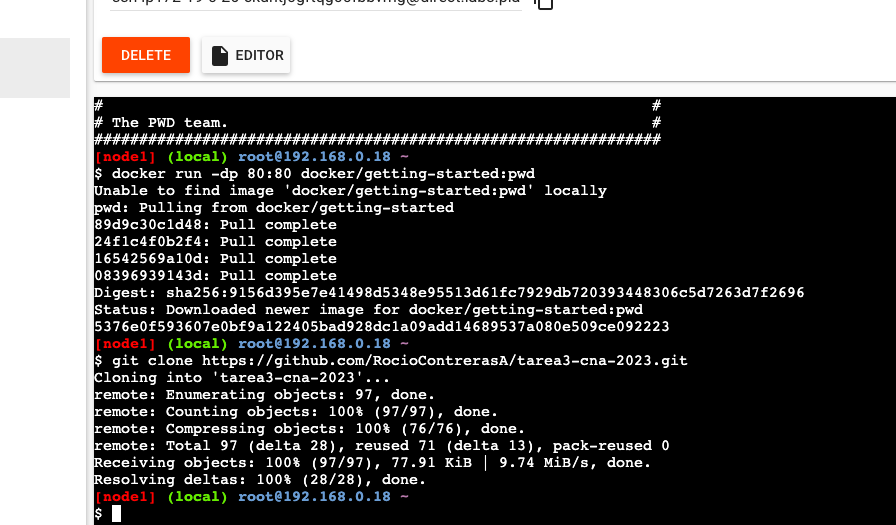 DELETE
EDITOR
# #
# The PWD team. #
###############################################################
[node1] (local) root@192.168.0.18 ~
$ docker run -dp 80:80 docker/getting-started:pwd
Unable to find image 'docker/getting-started:pwd' locally
pwd: Pulling from docker/getting-started
89d9c30c1d48: Pull complete
24f1c4f0b2f4: Pull complete
16542569a10d: Pull complete
08396939143d: Pull complete
Digest: sha256:9156d395e7e41498d5348e95513d61fc7929db720393448306c5d7263d7f2696
Status: Downloaded newer image for docker/getting-started:pwd
5376e0f593607e0bf9a122405bad928dc1a09add14689537a080e509ce092223
[node1] (local) root@192.168.0.18 ~
$ git clone https://github.com/RocioContrerasA/tarea3-cna-2023.git
Cloning into 'tarea3-cna-2023'...
remote: Enumerating objects: 97, done.
remote: Counting objects: 100% (97/97), done.
remote: Compressing objects: 100% (76/76), done.
remote: Total 97 (delta 28), reused 71 (delta 13), pack-reused 0
Receiving objects: 100% (97/97), 77.91 KiB | 9.74 MiB/s, done.
Resolving deltas: 100% (28/28), done.
[node1] (local) root@192.168.0.18 ~
$